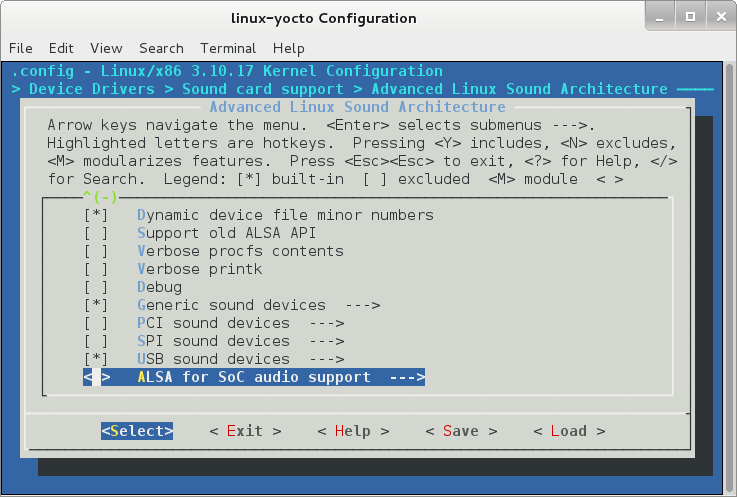 linux-yocto Configuration
File Edit View Search Terminal Help
.config - Linux/x86 3.10.17 Kernel Configuration
> Device Drivers > Sound card support > Advanced Linux Sound Architecture
Advanced Linux Sound Architecture
Arrow keys navigate the menu. <Enter> selects submenus --->.
Highlighted letters are hotkeys. Pressing <Y> includes, <N> excludes,
<M> modularizes features. Press <Esc><Esc> to exit, <?> for Help, </>
for Search. Legend: [*] built-in [ ] excluded <M> module < >
^(-)
[*] Dynamic device file minor numbers
[ ] Support old ALSA API
[ ] Verbose procfs contents
[ ] Verbose printk
[ ] Debug
[*] Generic sound devices --->
[ ] PCI sound devices --->
[ ] SPI sound devices --->
[*] USB sound devices --->
< > ALSA for SoC audio support --->
<Select> < Exit > < Help > < Save > < Load >